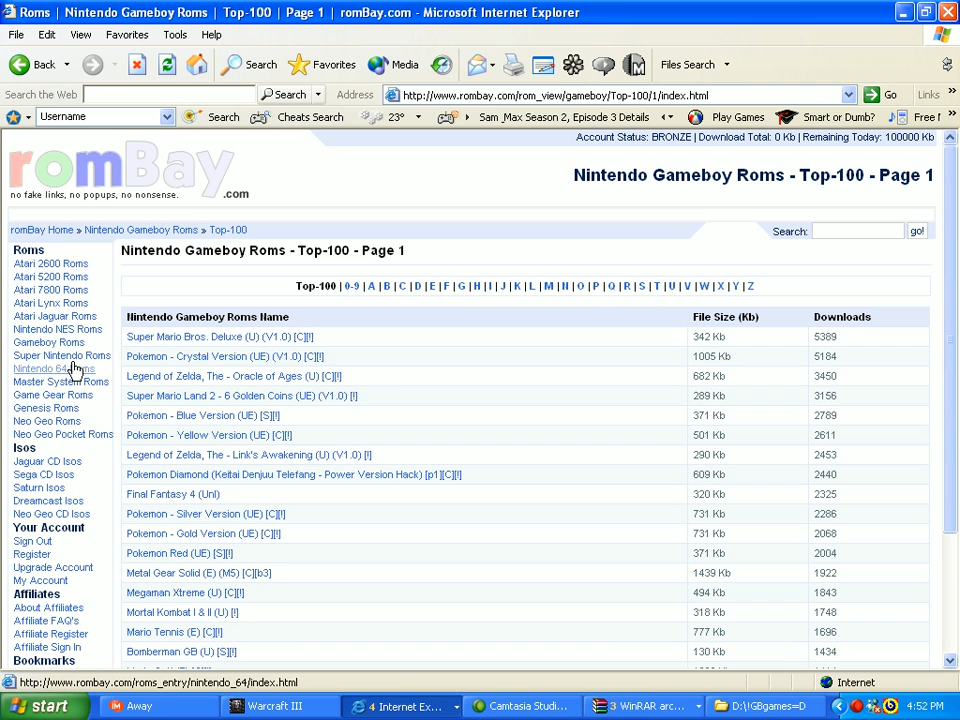 Roms | Nintendo Gameboy Roms | Top-100 | Page 1 | romBay.com - Microsoft Internet Explorer
File Edit View Favorites Tools Help
Back Search Favorites Media Files Search
Search the Web Search Address http://www.rombay.com/rom_view/gameboy/Top-100/1/index.html Go Links
Username Search Cheats Search 23° Sam _Max Season 2, Episode 3 Details Play Games Smart or Dumb? Free
Account Status: BRONZE | Download Total: 0 Kb | Remaining Today: 100000 Kb
romBay.com
no fake links, no popups, no nonsense.
Nintendo Gameboy Roms - Top-100 - Page 1
romBay Home » Nintendo Gameboy Roms » Top-100
Search: go!
Roms
Atari 2600 Roms
Atari 5200 Roms
Atari 7800 Roms
Atari Lynx Roms
Atari Jaguar Roms
Nintendo NES Roms
Gameboy Roms
Super Nintendo Roms
Nintendo 64 Roms
Master System Roms
Game Gear Roms
Genesis Roms
Neo Geo Roms
Neo Geo Pocket Roms
Isos
Jaguar CD Isos
Sega CD Isos
Saturn Isos
Dreamcast Isos
Neo Geo CD Isos
Your Account
Sign Out
Register
Upgrade Account
My Account
Affiliates
About Affiliates
Affiliate FAQ's
Affiliate Register
Affiliate Sign In
Bookmarks
Nintendo Gameboy Roms - Top-100 - Page 1
Top-100 | 0-9 | A | B | C | D | E | F | G | H | I | J | K | L | M | N | O | P | Q | R | S | T | U | V | W | X | Y | Z
Nintendo Gameboy Roms Name File Size (Kb) Downloads
Super Mario Bros. Deluxe (U) (V1.0) [C][!] 342 Kb 5389
Pokemon - Crystal Version (UE) (V1.0) [C][!] 1005 Kb 5184
Legend of Zelda, The - Oracle of Ages (U) [C][!] 682 Kb 3450
Super Mario Land 2 - 6 Golden Coins (UE) (V1.0) [!] 289 Kb 3156
Pokemon - Blue Version (UE) [S][!] 371 Kb 2789
Pokemon - Yellow Version (UE) [C][!] 501 Kb 2611
Legend of Zelda, The - Link's Awakening (U) (V1.0) [!] 290 Kb 2453
Pokemon Diamond (Keitai Denjuu Telefang - Power Version Hack) [p1][C][!] 609 Kb 2440
Final Fantasy 4 (Unl) 320 Kb 2325
Pokemon - Silver Version (UE) [C][!] 731 Kb 2286
Pokemon - Gold Version (UE) [C][!] 731 Kb 2068
Pokemon Red (UE) [S][!] 371 Kb 2004
Metal Gear Solid (E) (M5) [C][b3] 1439 Kb 1922
Megaman Xtreme (U) [C][!] 494 Kb 1843
Mortal Kombat I & II (U) [!] 318 Kb 1748
Mario Tennis (E) [C][!] 777 Kb 1696
Bomberman GB (U) [S][!] 130 Kb 1434
http://www.rombay.com/roms_entry/nintendo_64/index.html Internet
start Away Warcraft III 4 Internet Ex... Camtasia Studi... 3 WinRAR arc... D:\!GBgames=D 4:52 PM